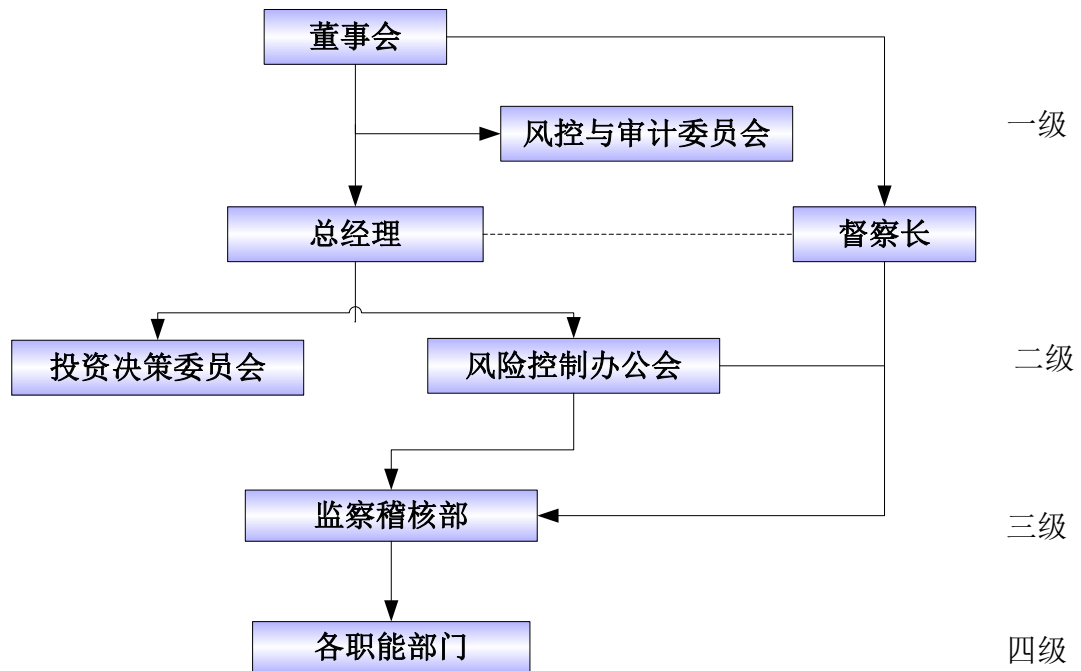 董事会
风控与审计委员会
一级
总经理
督察长
投资决策委员会
风险控制办公会
二级
监察稽核部
三级
各职能部门
四级